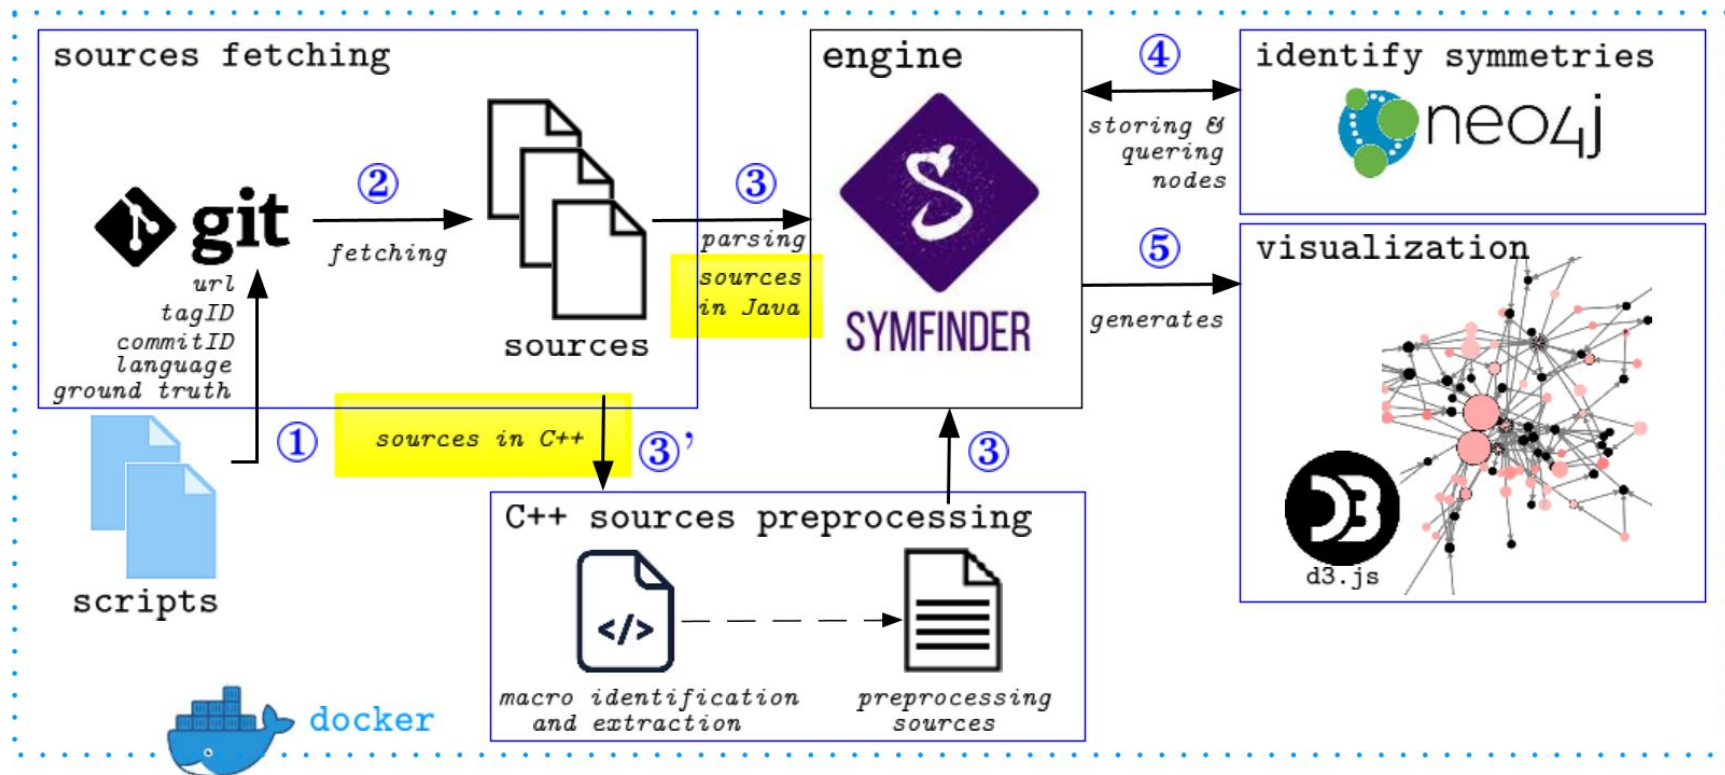 sources fetching
git
url
tagID
commitID
language
ground truth
①
scripts
②
fetching
sources
③
parsing
sources
in Java
sources in C++
③’
C++ sources preprocessing
</>
macro identification
and extraction
preprocessing
sources
③
engine
S
SYMFINDER
④
storing &
quering
nodes
identify symmetries
neo4j
⑤
generates
visualization
D3
d3.js
docker